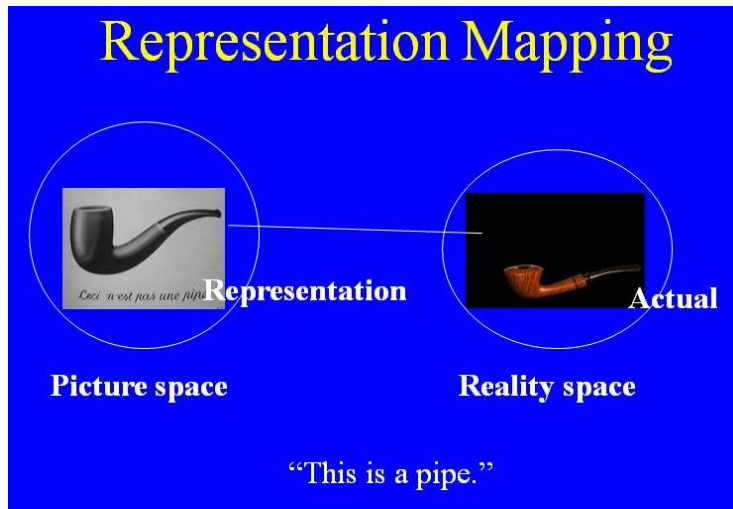 Representation Mapping
Ceci n'est pas une pipe
Representation
Actual
Picture space
Reality space
“This is a pipe.”